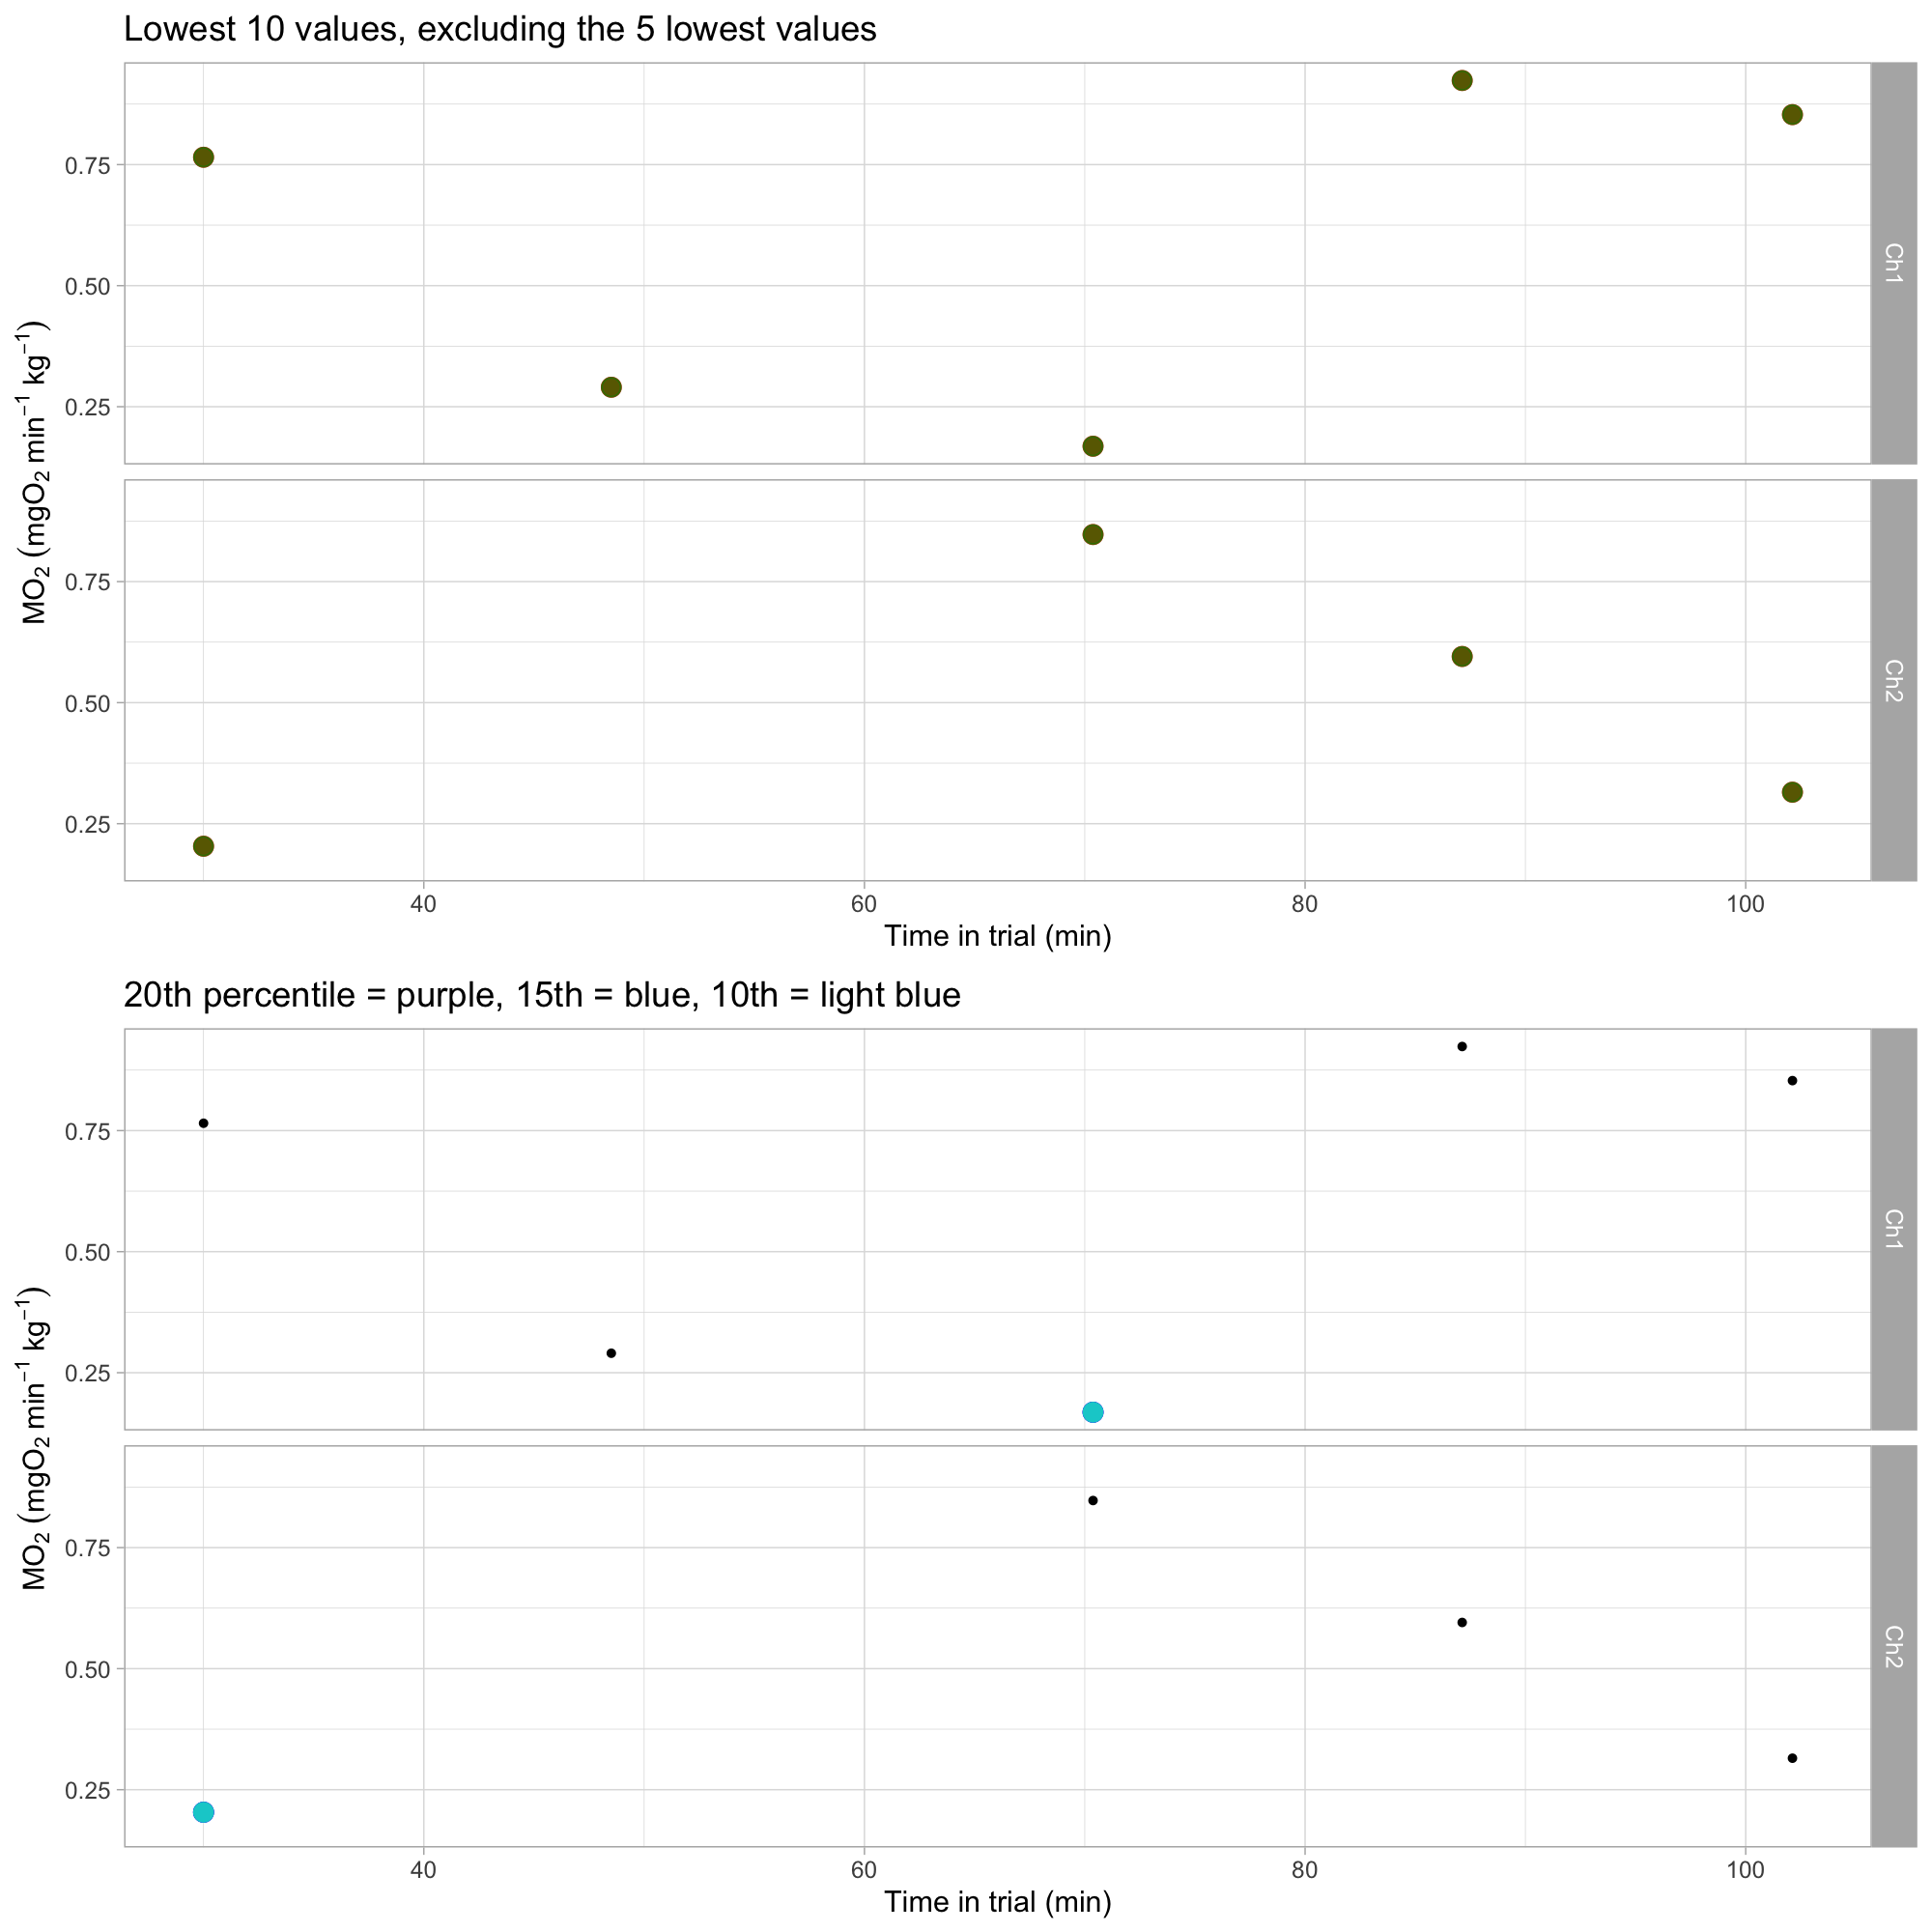 Lowest 10 values, excluding the 5 lowest values
MO₂ (mgO₂ min⁻¹ kg⁻¹)
0.75
0.50
0.25
Ch1
0.75
0.50
0.25
Ch2
40 60 80 100
Time in trial (min)
20th percentile = purple, 15th = blue, 10th = light blue
MO₂ (mgO₂ min⁻¹ kg⁻¹)
0.75
0.50
0.25
Ch1
0.75
0.50
0.25
Ch2
40 60 80 100
Time in trial (min)